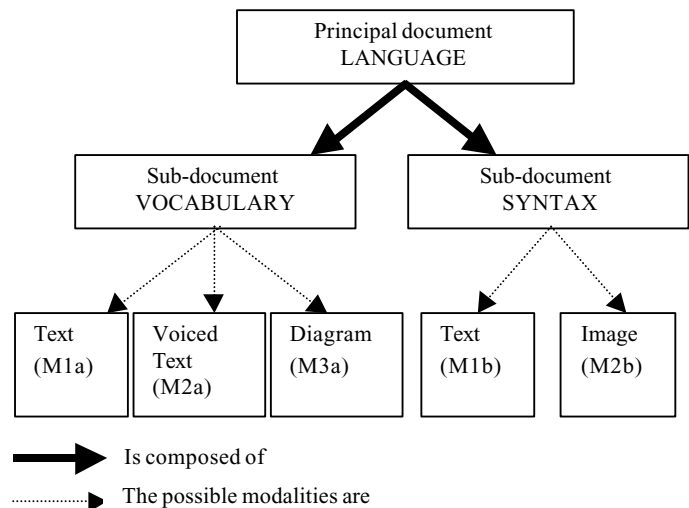 Principal document
LANGUAGE
Sub-document
VOCABULARY
Sub-document
SYNTAX
Text
(M1a)
Voiced
Text
(M2a)
Diagram
(M3a)
Text
(M1b)
Image
(M2b)
Is composed of
The possible modalities are